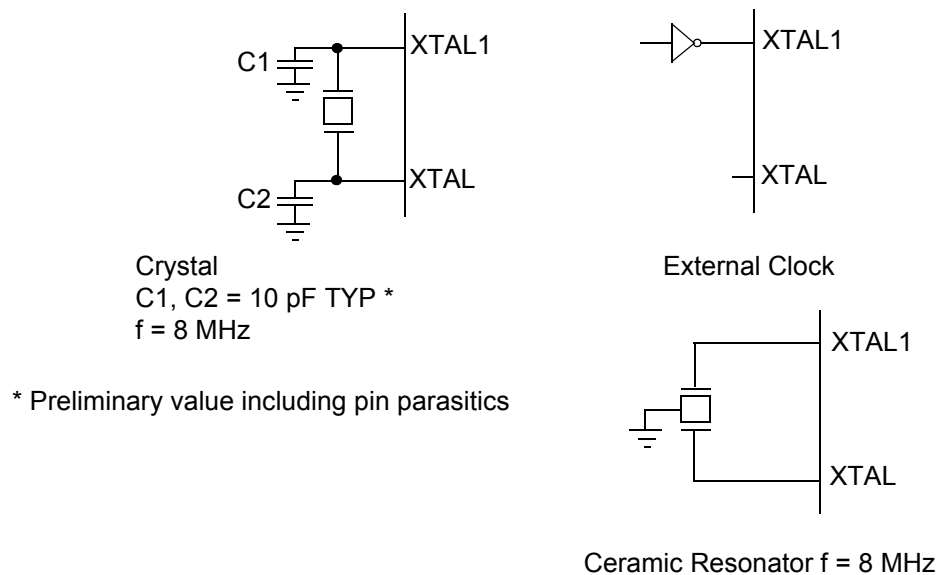 C1
XTAL1
C2
XTAL
Crystal
C1, C2 = 10 pF TYP *
f = 8 MHz
* Preliminary value including pin parasitics
XTAL1
XTAL
External Clock
XTAL1
XTAL
Ceramic Resonator f = 8 MHz